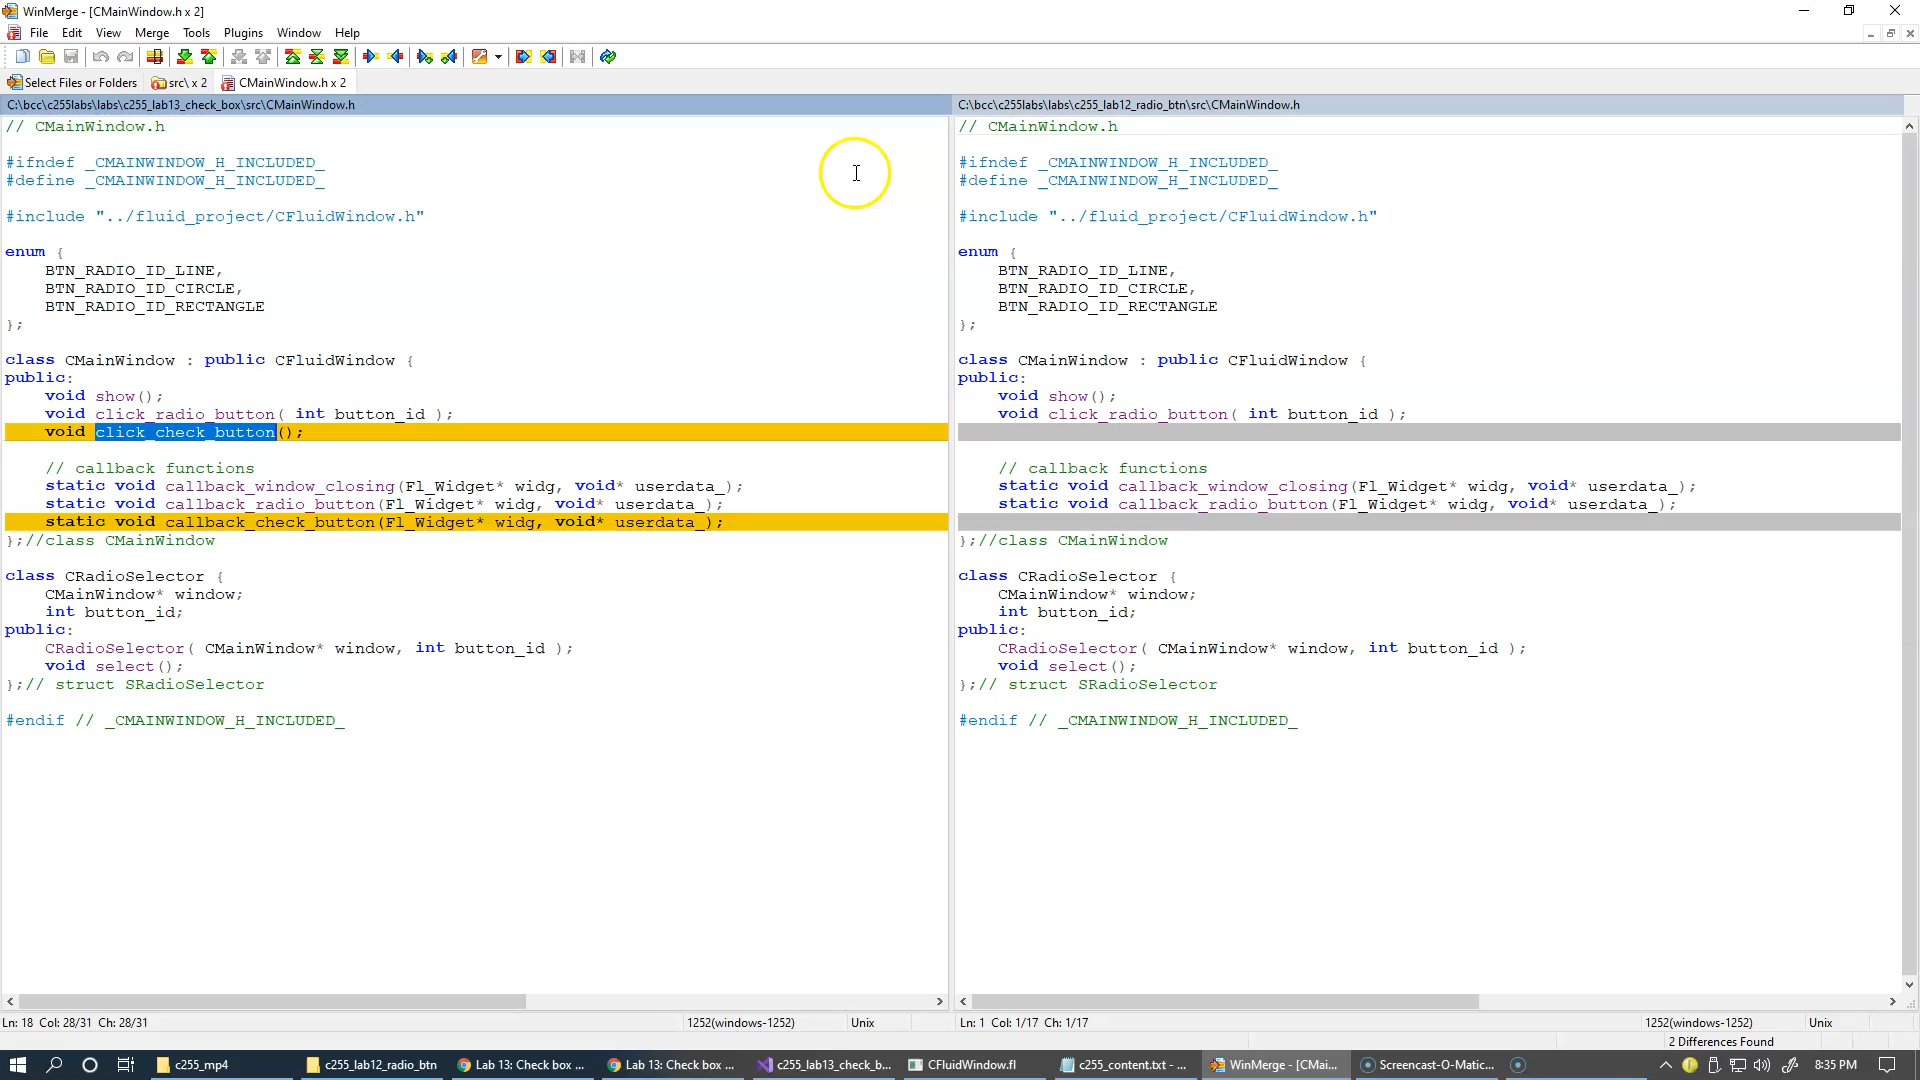 WinMerge - [CMainWindow.h x 2]
File Edit View Merge Tools Plugins Window Help
Select Files or Folders src\ x 2 CMainWindow.h x 2
C:\bcc\c255labs\labs\c255_lab13_check_box\src\CMainWindow.h
// CMainWindow.h
#ifndef _CMAINWINDOW_H_INCLUDED_
#define _CMAINWINDOW_H_INCLUDED_
#include "../fluid_project/CFluidWindow.h"
enum {
BTN_RADIO_ID_LINE,
BTN_RADIO_ID_CIRCLE,
BTN_RADIO_ID_RECTANGLE
};
class CMainWindow : public CFluidWindow {
public:
void show();
void click_radio_button( int button_id );
void click_check_button();
// callback functions
static void callback_window_closing(Fl_Widget* widg, void* userdata_);
static void callback_radio_button(Fl_Widget* widg, void* userdata_);
static void callback_check_button(Fl_Widget* widg, void* userdata_);
};//class CMainWindow
class CRadioSelector {
CMainWindow* window;
int button_id;
public:
CRadioSelector( CMainWindow* window, int button_id );
void select();
};// struct SRadioSelector
#endif // _CMAINWINDOW_H_INCLUDED_
C:\bcc\c255labs\labs\c255_lab12_radio_btn\src\CMainWindow.h
// CMainWindow.h
#ifndef _CMAINWINDOW_H_INCLUDED_
#define _CMAINWINDOW_H_INCLUDED_
#include "../fluid_project/CFluidWindow.h"
enum {
BTN_RADIO_ID_LINE,
BTN_RADIO_ID_CIRCLE,
BTN_RADIO_ID_RECTANGLE
};
class CMainWindow : public CFluidWindow {
public:
void show();
void click_radio_button( int button_id );
// callback functions
static void callback_window_closing(Fl_Widget* widg, void* userdata_);
static void callback_radio_button(Fl_Widget* widg, void* userdata_);
};//class CMainWindow
class CRadioSelector {
CMainWindow* window;
int button_id;
public:
CRadioSelector( CMainWindow* window, int button_id );
void select();
};// struct SRadioSelector
#endif // _CMAINWINDOW_H_INCLUDED_
Ln: 18 Col: 28/31 Ch: 28/31 1252(windows-1252) Unix
Ln: 1 Col: 1/17 Ch: 1/17 1252(windows-1252) Unix
2 Differences Found
c255_mp4 c255_lab12_radio_btn Lab 13: Check box ... Lab 13: Check box ... c255_lab13_check_b... CFluidWindow.fl c255_content.txt - ... WinMerge - [CMai... Screencast-O-Matic... 8:35 PM